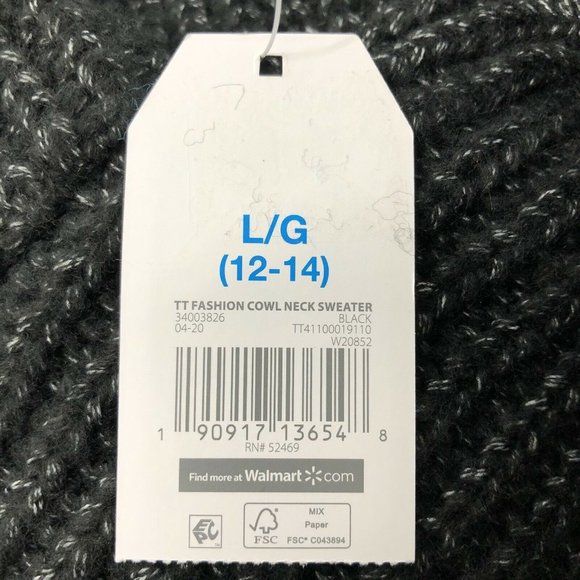 L/G
(12-14)
TT FASHION COWL NECK SWEATER
34003826 BLACK
04-20 TT41100019110
W20852
1 90917 13654 8
RN# 52469
Find more at Walmart.com
EPC
FSC
MIX
Paper
FSC® C043894